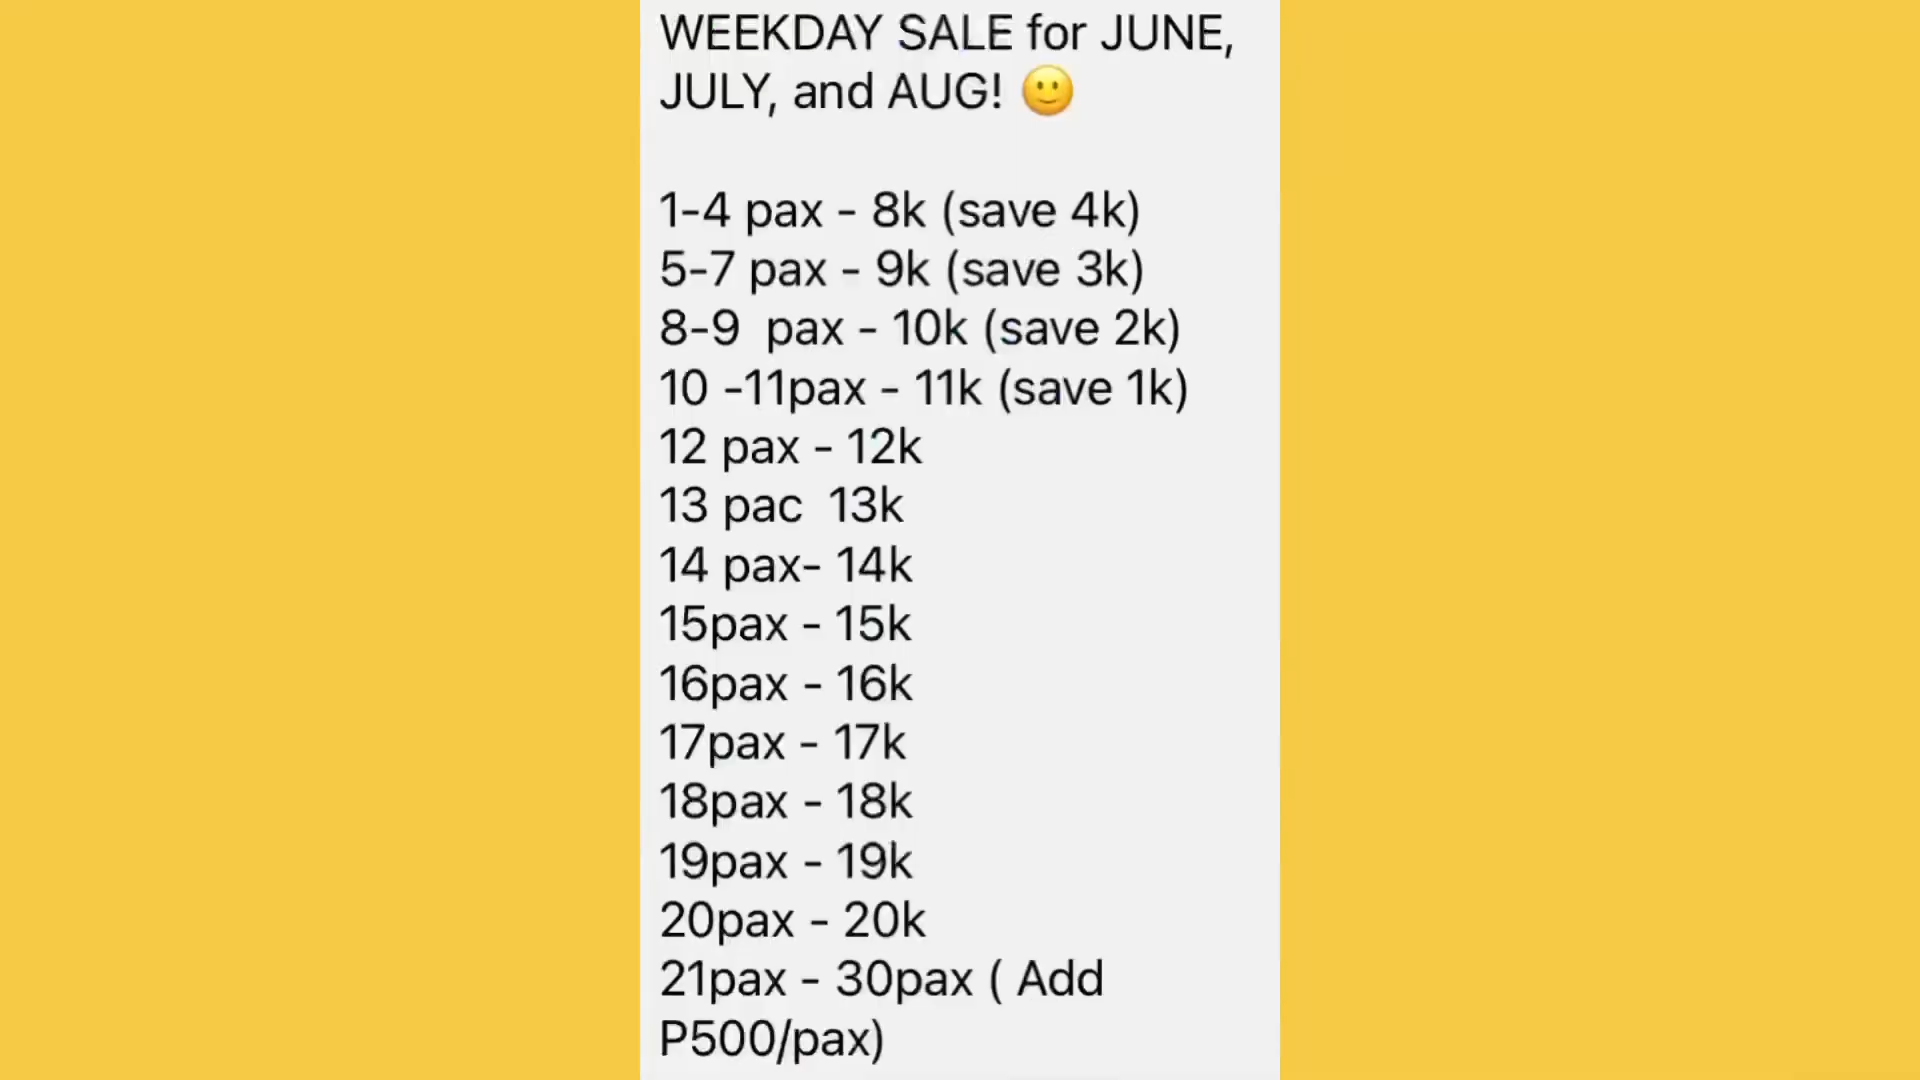 WEEKDAY SALE for JUNE,
JULY, and AUG! 🙂
1-4 pax - 8k (save 4k)
5-7 pax - 9k (save 3k)
8-9  pax - 10k (save 2k)
10 -11pax - 11k (save 1k)
12 pax - 12k
13 pac  13k
14 pax- 14k
15pax - 15k
16pax - 16k
17pax - 17k
18pax - 18k
19pax - 19k
20pax - 20k
21pax - 30pax ( Add
P500/pax)